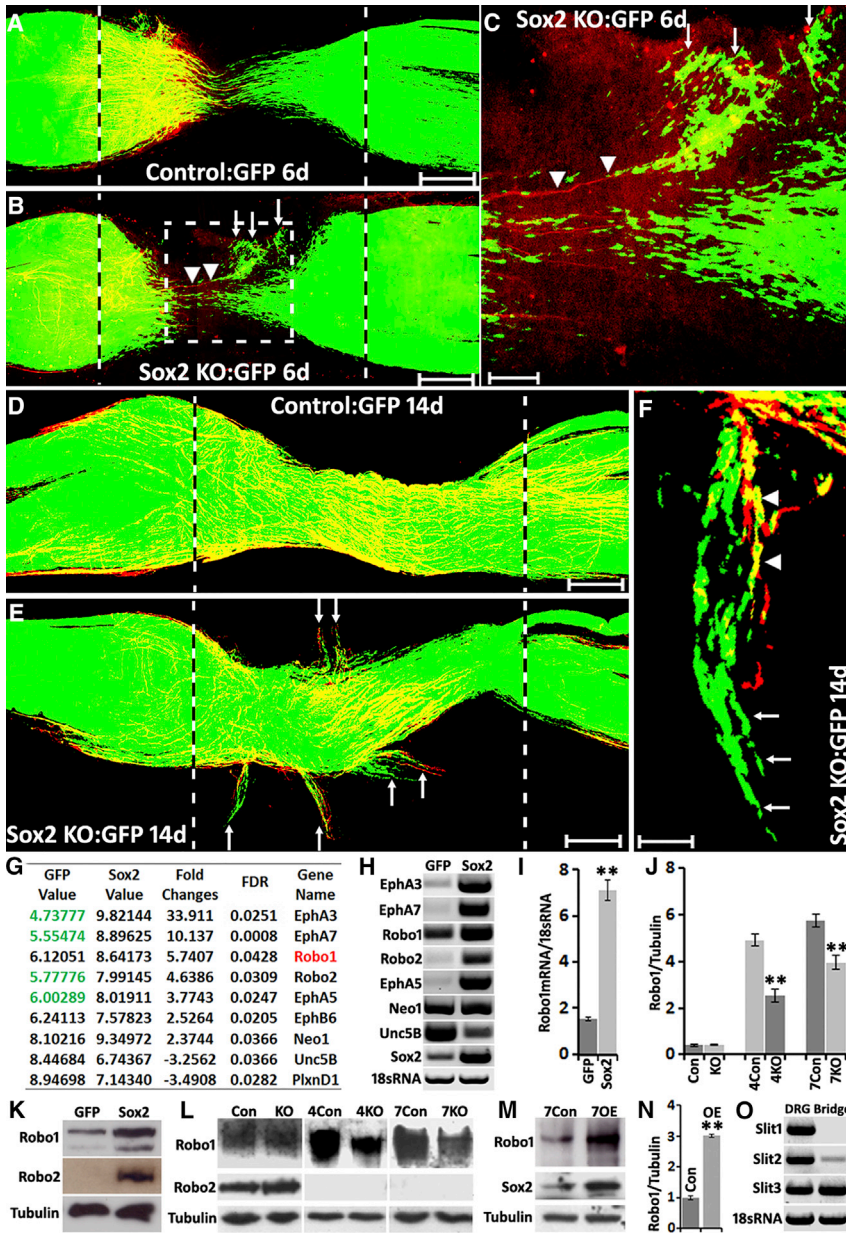 A
Control:GFP 6d
B
Sox2 KO:GFP 6d
Sox2 KO:GFP 6d
C
D
Control:GFP 14d
E
Sox2 KO:GFP 14d
F
Sox2 KO:GFP 14d
G
GFP Value Sox2 Value Fold Changes FDR Gene Name
4.73777 9.82144 33.911 0.0251 EphA3
5.55474 8.89625 10.137 0.0008 EphA7
6.12051 8.64173 5.7407 0.0428 Robo1
5.77776 7.99145 4.6386 0.0309 Robo2
6.00289 8.01911 3.7743 0.0247 EphA5
6.24113 7.57823 2.5264 0.0205 EphB6
8.10216 9.34972 2.3744 0.0366 Neo1
8.44684 6.74367 -3.2562 0.0366 Unc5B
8.94698 7.14340 -3.4908 0.0282 PlxnD1
H
GFP Sox2
EphA3
EphA7
Robo1
Robo2
EphA5
Neo1
Unc5B
Sox2
18sRNA
I
Robo1mRNA/18sRNA
8
6
4
2
0
**
GFP
Sox2
J
Robo1/Tubulin
8
6
4
2
0
**
**
Con
KO
4Con
4KO
7Con
7KO
K
GFP Sox2
Robo1
Robo2
Tubulin
L
Con KO 4Con 4KO 7Con 7KO
Robo1
Robo2
Tubulin
M
7Con 7OE
Robo1
Sox2
Tubulin
N
Robo1/Tubulin
4
3
2
1
0
OE
**
Con
O
DRG Bridge
Slit1
Slit2
Slit3
18sRNA